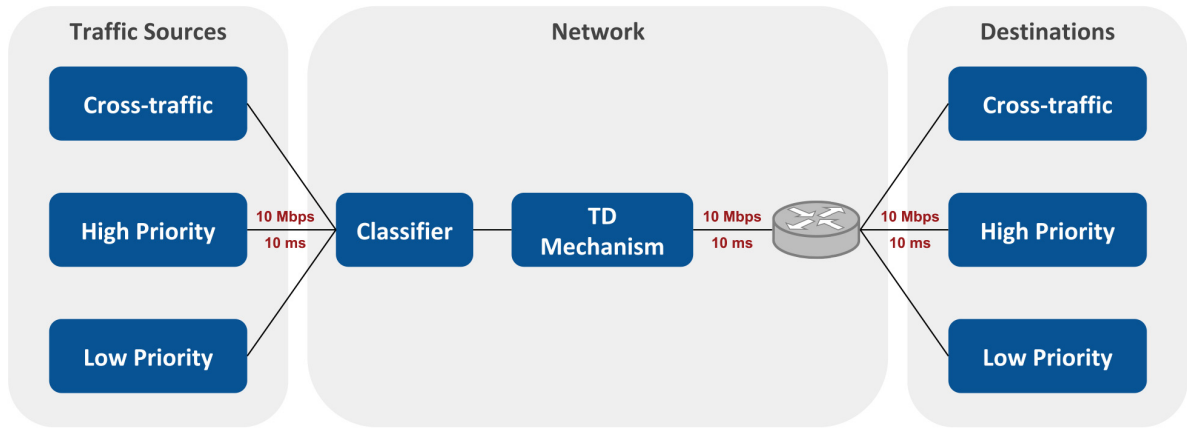 Traffic Sources
Network
Destinations
Cross-traffic
Cross-traffic
High Priority
10 Mbps
10 ms
Classifier
TD
Mechanism
10 Mbps
10 ms
10 Mbps
10 ms
High Priority
Low Priority
Low Priority